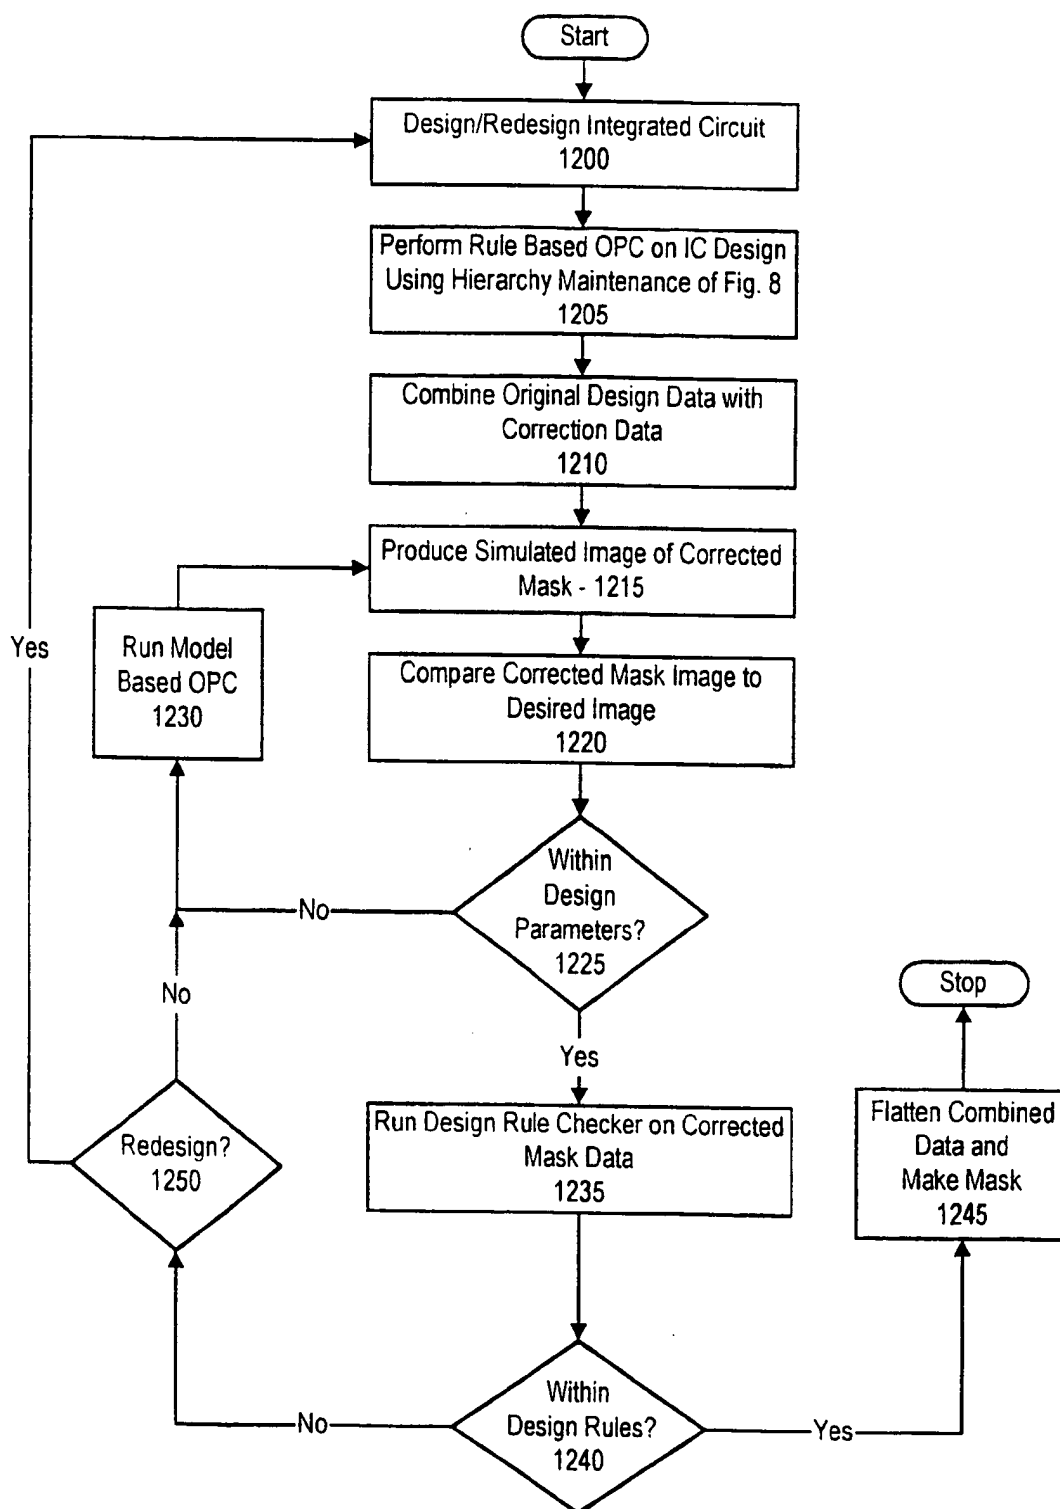 Start
Design/Redesign Integrated Circuit
1200
Perform Rule Based OPC on IC Design
Using Hierarchy Maintenance of Fig. 8
1205
Combine Original Design Data with
Correction Data
1210
Produce Simulated Image of Corrected
Mask - 1215
Yes
Run Model
Based OPC
1230
Compare Corrected Mask Image to
Desired Image
1220
Within
Design
Parameters?
1225
No
No
Stop
Yes
Redesign?
1250
Run Design Rule Checker on Corrected
Mask Data
1235
Flatten Combined
Data and
Make Mask
1245
Within
Design Rules?
1240
No
Yes